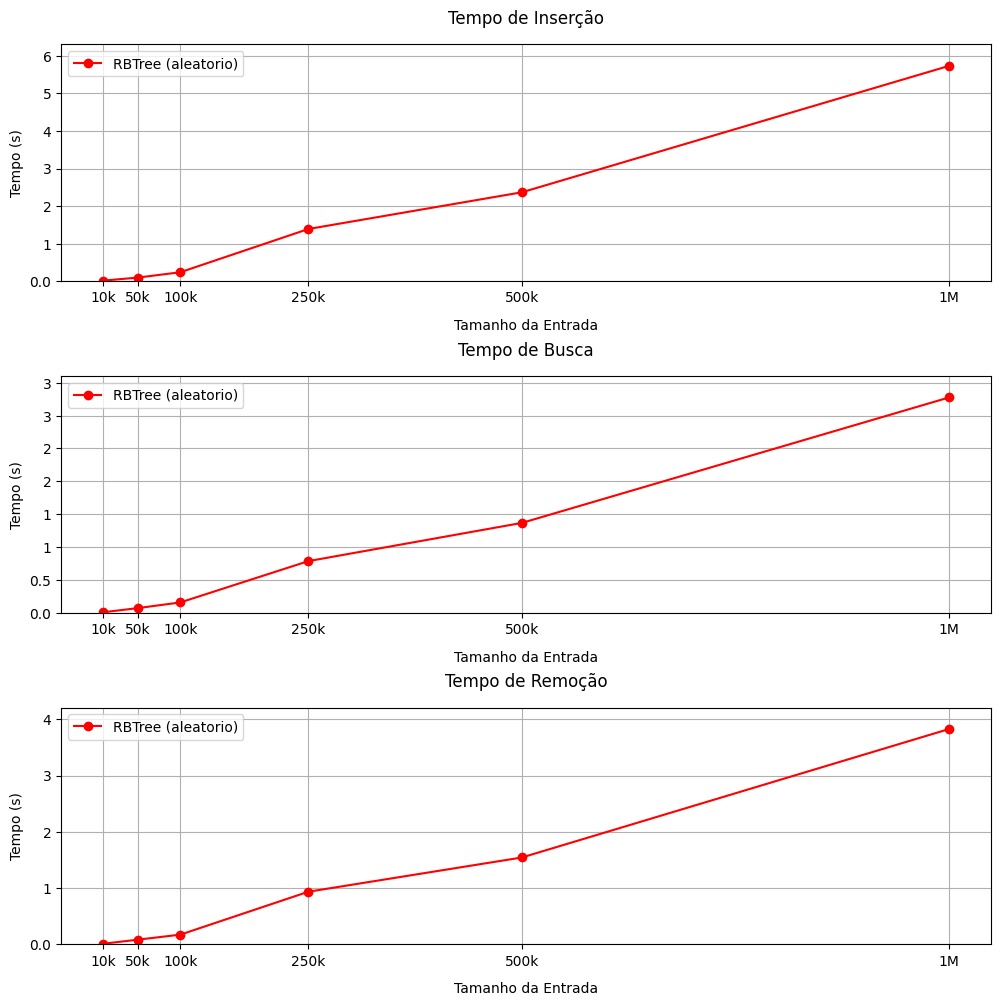 Tempo de Inserção
RBTree (aleatorio)
Tempo (s)
6
5
4
3
2
1
0.0
10k 50k 100k 250k 500k 1M
Tamanho da Entrada
Tempo de Busca
RBTree (aleatorio)
Tempo (s)
3
3
2
2
1
1
0.5
0.0
10k 50k 100k 250k 500k 1M
Tamanho da Entrada
Tempo de Remoção
RBTree (aleatorio)
Tempo (s)
4
3
2
1
0.0
10k 50k 100k 250k 500k 1M
Tamanho da Entrada